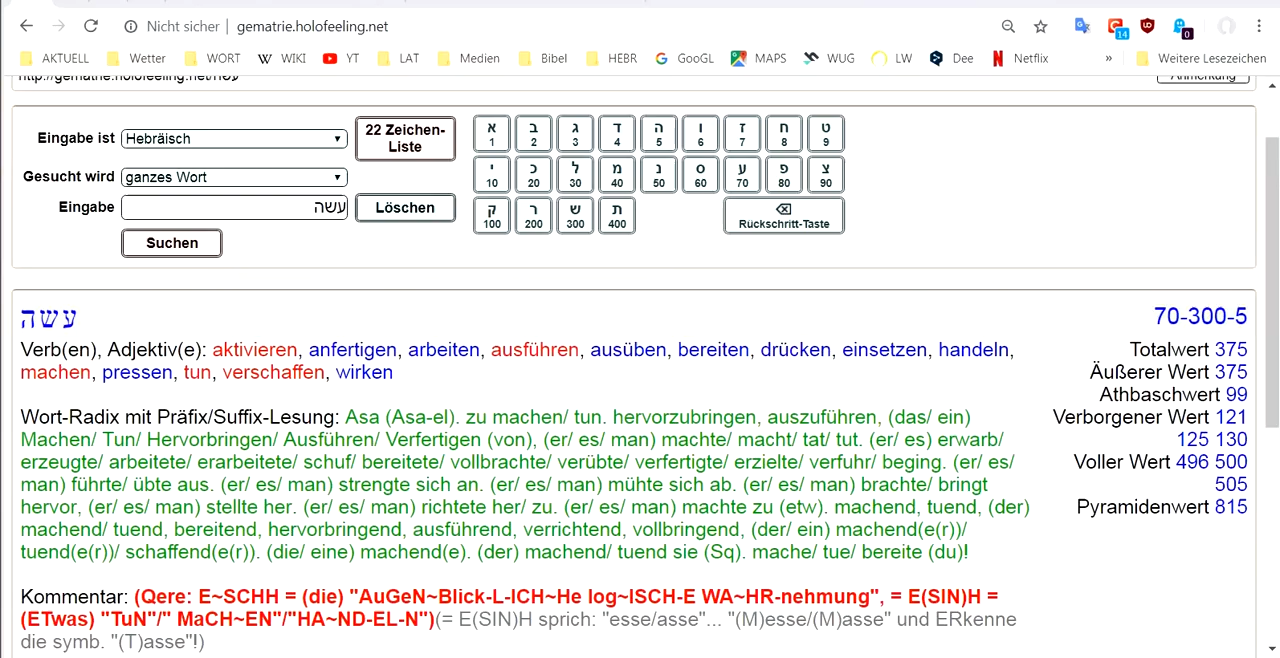 Nicht sicher | gematrie.holofeeling.net
14
0
AKTUELL Wetter WORT WIKI YT LAT Medien Bibel HEBR GooGL MAPS WUG LW Dee Netflix » Weitere Lesezeichen
http://gematrie.holofeeling.net/עשה Anmerkung
Eingabe ist Hebräisch
22 Zeichen-
Liste
Gesucht wird ganzes Wort
Eingabe עשה Löschen
Suchen
א ב ג ד ה ו ז ח ט
1 2 3 4 5 6 7 8 9
י כ ל מ נ ס ע פ צ
10 20 30 40 50 60 70 80 90
ק ר ש ת
100 200 300 400 Rückschritt-Taste
עשה 70-300-5
Verb(en), Adjektiv(e): aktivieren, anfertigen, arbeiten, ausführen, ausüben, bereiten, drücken, einsetzen, handeln,
machen, pressen, tun, verschaffen, wirken
Wort-Radix mit Präfix/Suffix-Lesung: Asa (Asa-el). zu machen/ tun. hervorzubringen, auszuführen, (das/ ein)
Machen/ Tun/ Hervorbringen/ Ausführen/ Verfertigen (von), (er/ es/ man) machte/ macht/ tat/ tut. (er/ es) erwarb/
erzeugte/ arbeitete/ erarbeitete/ schuf/ bereitete/ vollbrachte/ verübte/ verfertigte/ erzielte/ verfuhr/ beging. (er/ es/
man) führte/ übte aus. (er/ es/ man) strengte sich an. (er/ es/ man) mühte sich ab. (er/ es/ man) brachte/ bringt
hervor, (er/ es/ man) stellte her. (er/ es/ man) richtete her/ zu. (er/ es/ man) machte zu (etw). machend, tuend, (der)
machend/ tuend, bereitend, hervorbringend, ausführend, verrichtend, vollbringend, (der/ ein) machend(e(r))/
tuend(e(r))/ schaffend(e(r)). (die/ eine) machend(e). (der) machend/ tuend sie (Sq). mache/ tue/ bereite (du)!
Kommentar: (Qere: E~SCHH = (die) "AuGeN~Blick-L-ICH~He log~ISCH-E WA~HR-nehmung", = E(SIN)H =
(ETwas) "TuN"/" MaCH~EN"/"HA~ND-EL-N")(= E(SIN)H sprich: "esse/asse"... "(M)esse/(M)asse" und ERkenne
die symb. "(T)asse"!)
Totalwert 375
Äußerer Wert 375
Athbaschwert 99
Verborgener Wert 121
125 130
Voller Wert 496 500
505
Pyramidenwert 815